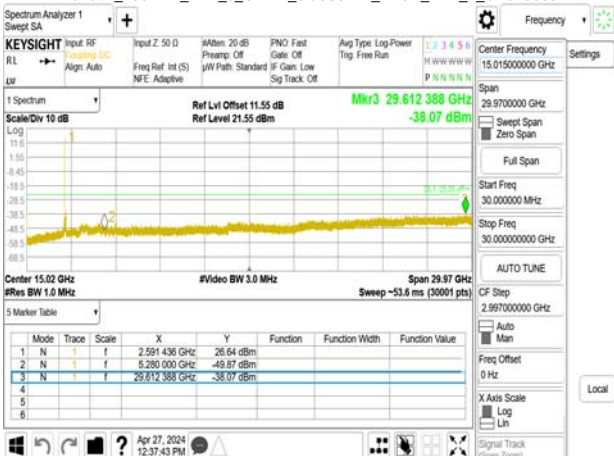 Spectrum Analyzer 1
Swept SA
+
Frequency
KEYSIGHT
Input: RF
Coupling: DC
Align: Auto
Input Z: 50 Ω
Freq Ref: Int (S)
NFE: Adaptive
#Atten: 20 dB
Preamp: Off
µW Path: Standard
PNO: Fast
Gate: Off
IF Gain: Low
Sig Track: Off
Avg Type: Log-Power
Trig: Free Run
1 2 3 4 5 6
M W W W W W
P N N N N N
RL
Center Frequency
15.015000000 GHz
Settings
Span
29.9700000 GHz
Swept Span
Zero Span
Full Span
Start Freq
30.000000 MHz
Stop Freq
30.000000000 GHz
AUTO TUNE
CF Step
2.997000000 GHz
Auto
Man
Freq Offset
0 Hz
X Axis Scale
Log
Lin
Signal Track
(Span Zoom)
Local
1 Spectrum
Scale/Div 10 dB
Ref Lvl Offset 11.55 dB
Ref Level 21.55 dBm
Mkr3 29.612 388 GHz
-38.07 dBm
Log
11.6
1.55
-8.45
-18.5
-28.5
-38.5
-48.5
-58.5
-68.5
1
2
Center 15.02 GHz
#Res BW 1.0 MHz
#Video BW 3.0 MHz
Span 29.97 GHz
Sweep ~53.6 ms (30001 pts)
5 Marker Table
Mode Trace Scale X Y Function Function Width Function Value
1 N 1 f 2.591 436 GHz 26.64 dBm
2 N 1 f 5.280 000 GHz -49.87 dBm
3 N 1 f 29.612 388 GHz -38.07 dBm
4
5
6
?
Apr 27, 2024
12:37:43 PM